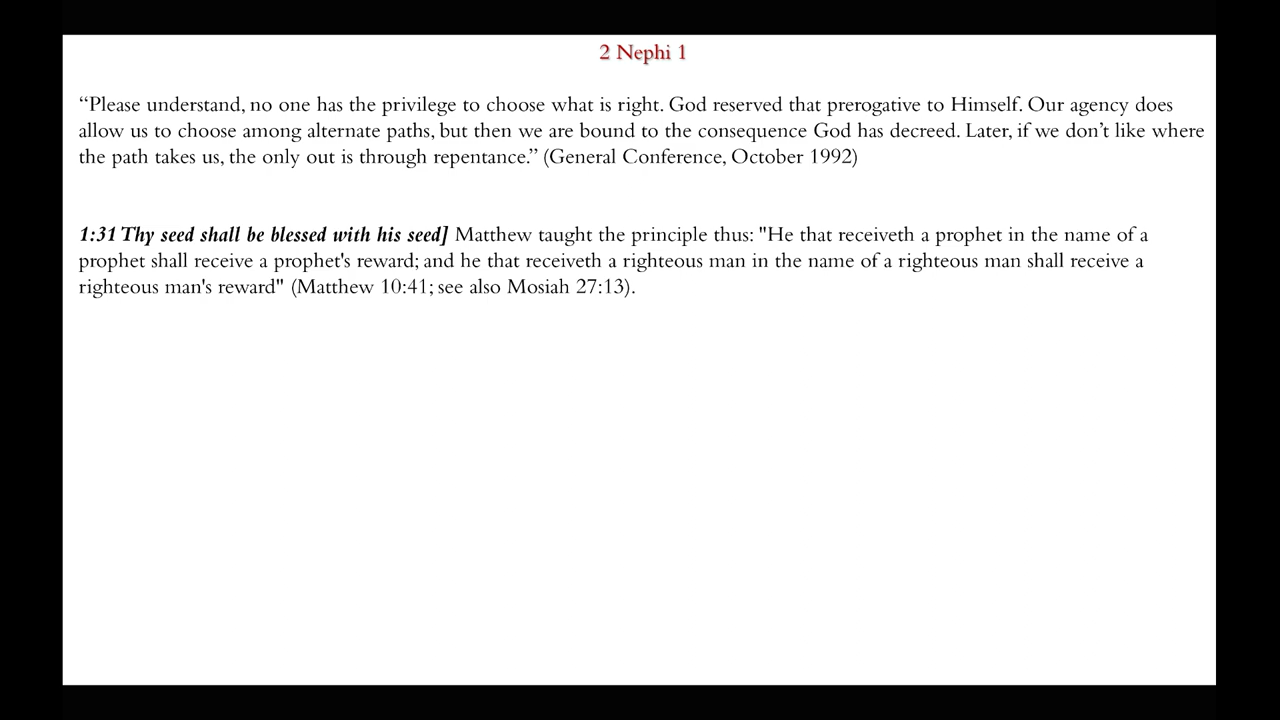 2 Nephi 1
“Please understand, no one has the privilege to choose what is right. God reserved that prerogative to Himself. Our agency does
allow us to choose among alternate paths, but then we are bound to the consequence God has decreed. Later, if we don’t like where
the path takes us, the only out is through repentance.” (General Conference, October 1992)
1:31 Thy seed shall be blessed with his seed] Matthew taught the principle thus: "He that receiveth a prophet in the name of a
prophet shall receive a prophet's reward; and he that receiveth a righteous man in the name of a righteous man shall receive a
righteous man's reward" (Matthew 10:41; see also Mosiah 27:13).